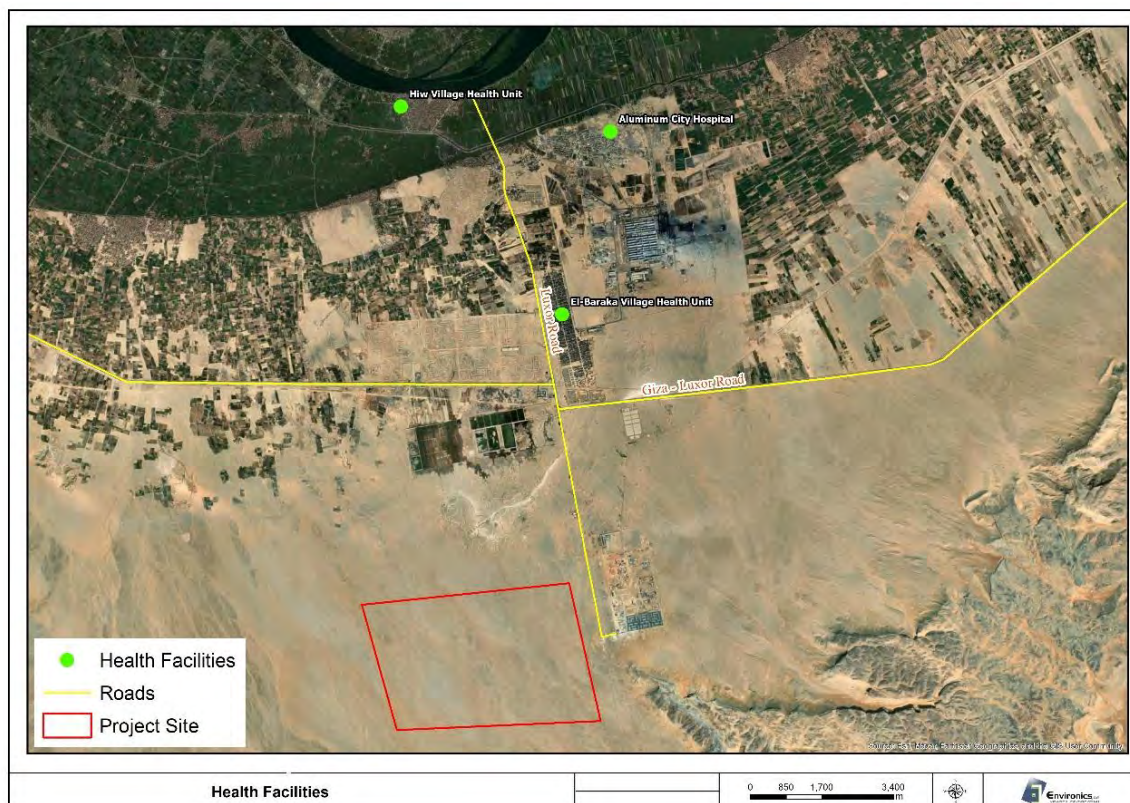 Hiw Village Health Unit
Aluminum City Hospital
El-Baraka Village Health Unit
Luxor Road
Giza - Luxor Road
Health Facilities
Roads
Project Site
Health Facilities
0 850 1,700 3,400
m
Environics